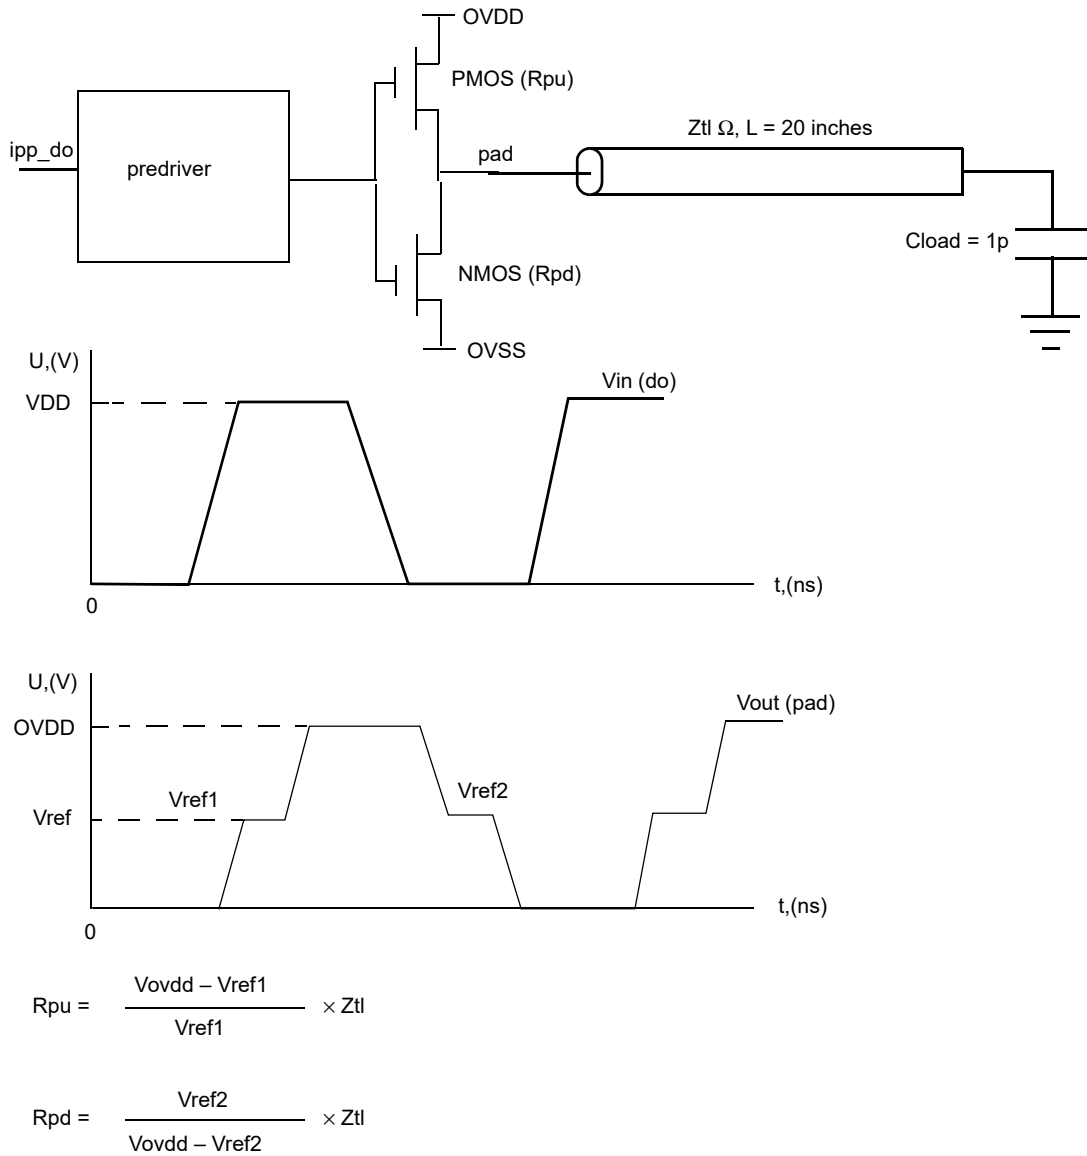 OVDD
PMOS (Rpu)
Ztl Ω, L = 20 inches
ipp_do
predriver
pad
Cload = 1p
NMOS (Rpd)
OVSS
U,(V)
VDD
Vin (do)
t,(ns)
0
U,(V)
OVDD
Vout (pad)
Vref
Vref1
Vref2
t,(ns)
0
Rpu = Vovdd – Vref1
Vref1
× Ztl
Rpd = Vref2
Vovdd – Vref2
× Ztl